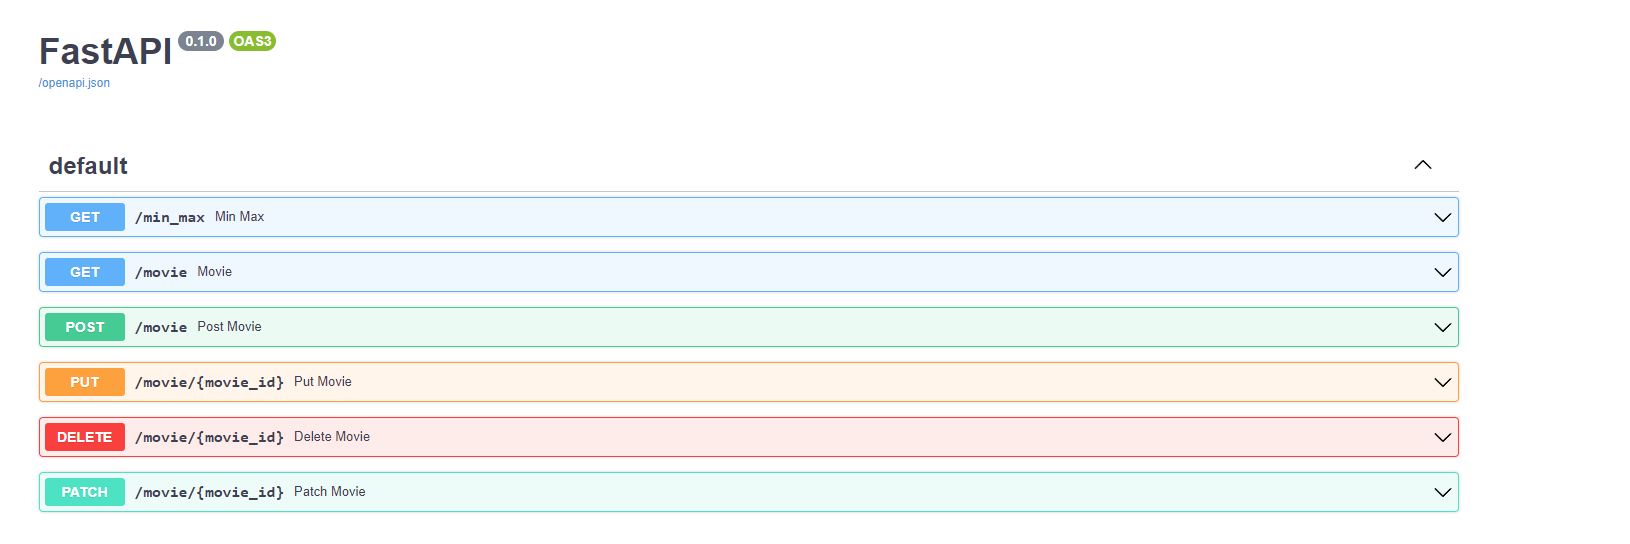 FastAPI 0.1.0 OAS3
/openapi.json
default
GET /min_max Min Max
GET /movie Movie
POST /movie Post Movie
PUT /movie/{movie_id} Put Movie
DELETE /movie/{movie_id} Delete Movie
PATCH /movie/{movie_id} Patch Movie